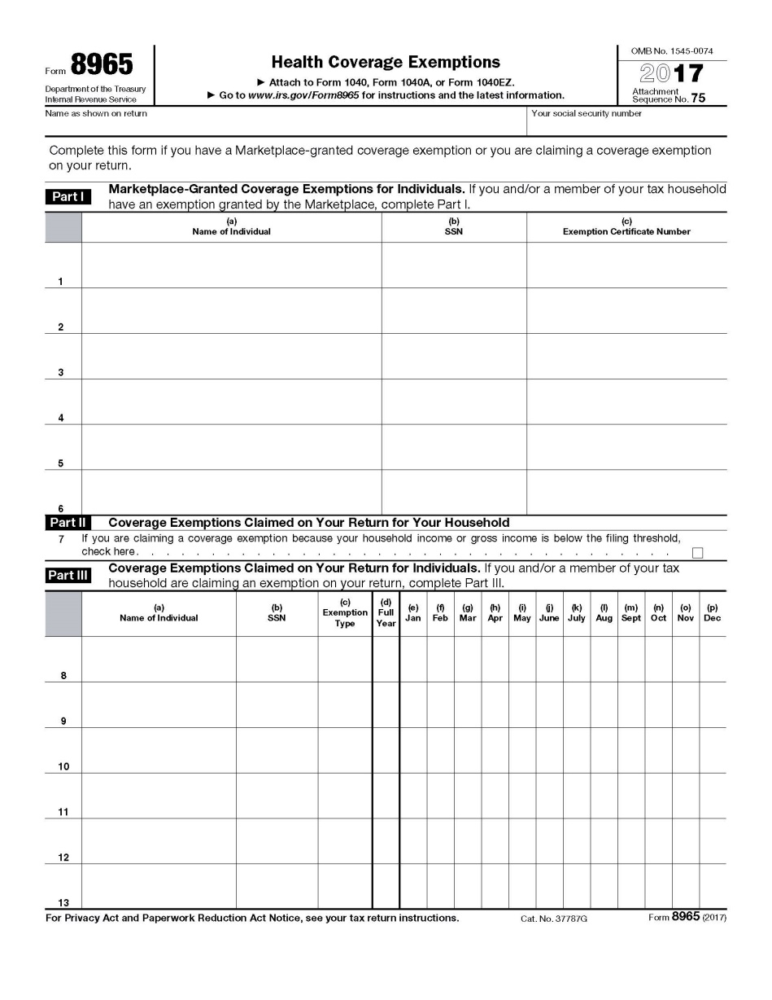 Form 8965
Department of the Treasury
Internal Revenue Service
Health Coverage Exemptions
▶ Attach to Form 1040, Form 1040A, or Form 1040EZ.
▶ Go to www.irs.gov/Form8965 for instructions and the latest information.
OMB No. 1545-0074
2017
Attachment
Sequence No. 75
Name as shown on return
Your social security number
Complete this form if you have a Marketplace-granted coverage exemption or you are claiming a coverage exemption
on your return.
Part I
Marketplace-Granted Coverage Exemptions for Individuals. If you and/or a member of your tax household
have an exemption granted by the Marketplace, complete Part I.
(a)
Name of Individual
(b)
SSN
(c)
Exemption Certificate Number
1
2
3
4
5
6
Part II Coverage Exemptions Claimed on Your Return for Your Household
7 If you are claiming a coverage exemption because your household income or gross income is below the filing threshold,
check here . . . . . . . . . . . . . . . . . . . . . . . . . . . . . . . . . . . .
Part III
Coverage Exemptions Claimed on Your Return for Individuals. If you and/or a member of your tax
household are claiming an exemption on your return, complete Part III.
(a)
Name of Individual
(b)
SSN
(c)
Exemption
Type
(d)
Full
Year
(e)
Jan
(f)
Feb
(g)
Mar
(h)
Apr
(i)
May
(j)
June
(k)
July
(l)
Aug
(m)
Sept
(n)
Oct
(o)
Nov
(p)
Dec
8
9
10
11
12
13
For Privacy Act and Paperwork Reduction Act Notice, see your tax return instructions. Cat. No. 37787G Form 8965 (2017)